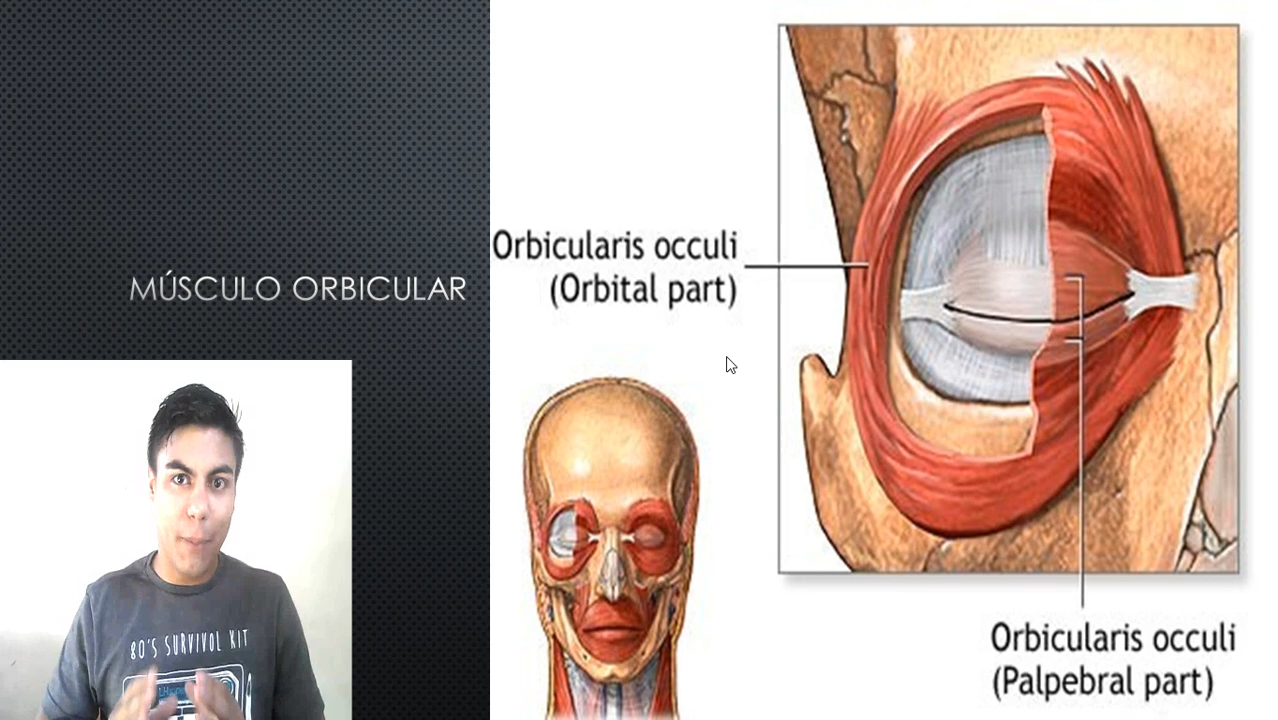 MÚSCULO ORBICULAR
Orbicularis occuli
(Orbital part)
Orbicularis occuli
(Palpebral part)
80'S SURVIVOL KIT